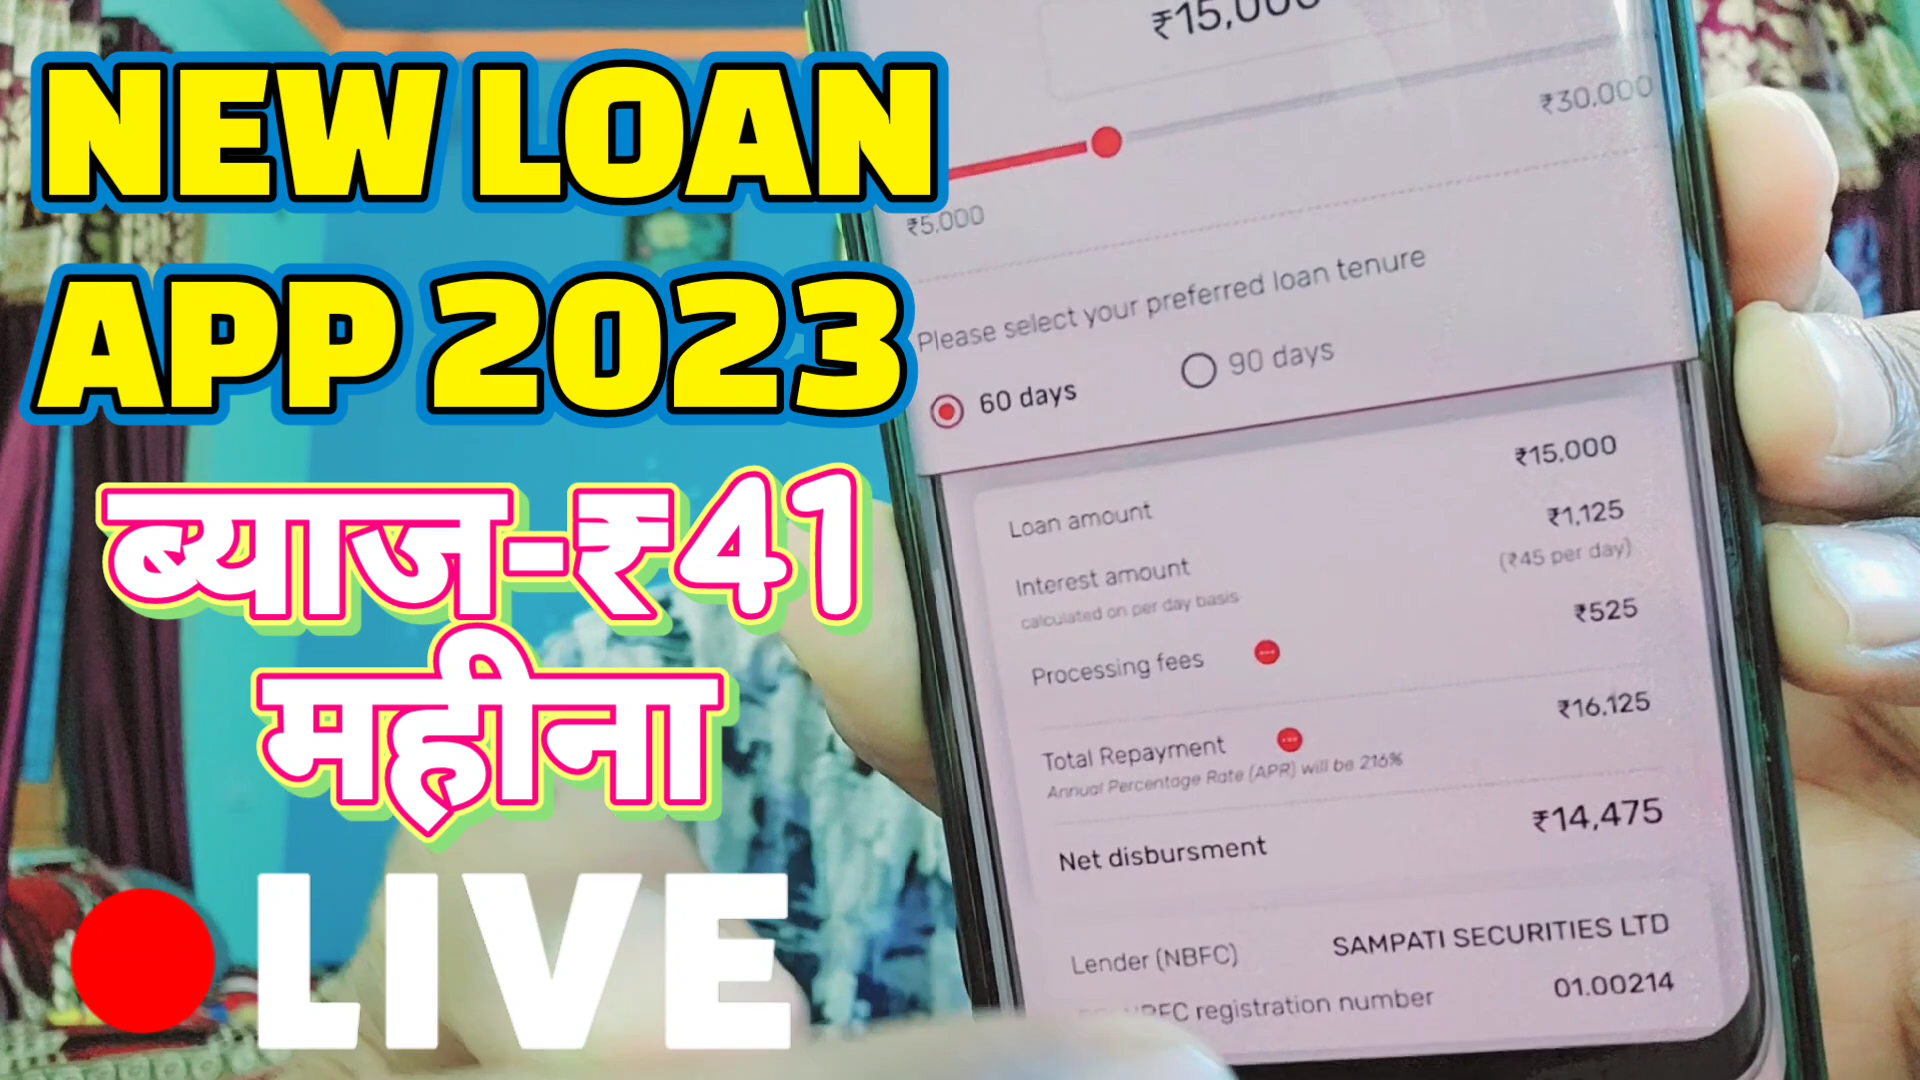 NEW LOAN
APP 2023
ब्याज-₹41
महीना
LIVE
₹15,000
₹5,000
₹30,000
Please select your preferred loan tenure
60 days
90 days
Loan amount ₹15,000
Interest amount ₹1,125
calculated on per day basis (₹45 per day)
Processing fees ₹525
Total Repayment ₹16,125
Annual Percentage Rate (APR) will be 216%
Net disbursment ₹14,475
Lender (NBFC) SAMPATI SECURITIES LTD
registration number 01.00214